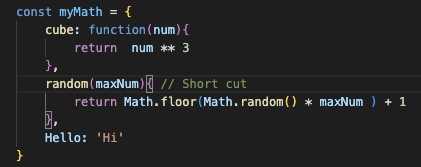 const myMath = {
    cube: function(num){
        return  num ** 3
    },
    random(maxNum){ // Short cut
        return Math.floor(Math.random() * maxNum ) + 1
    },
    Hello: 'Hi'
}